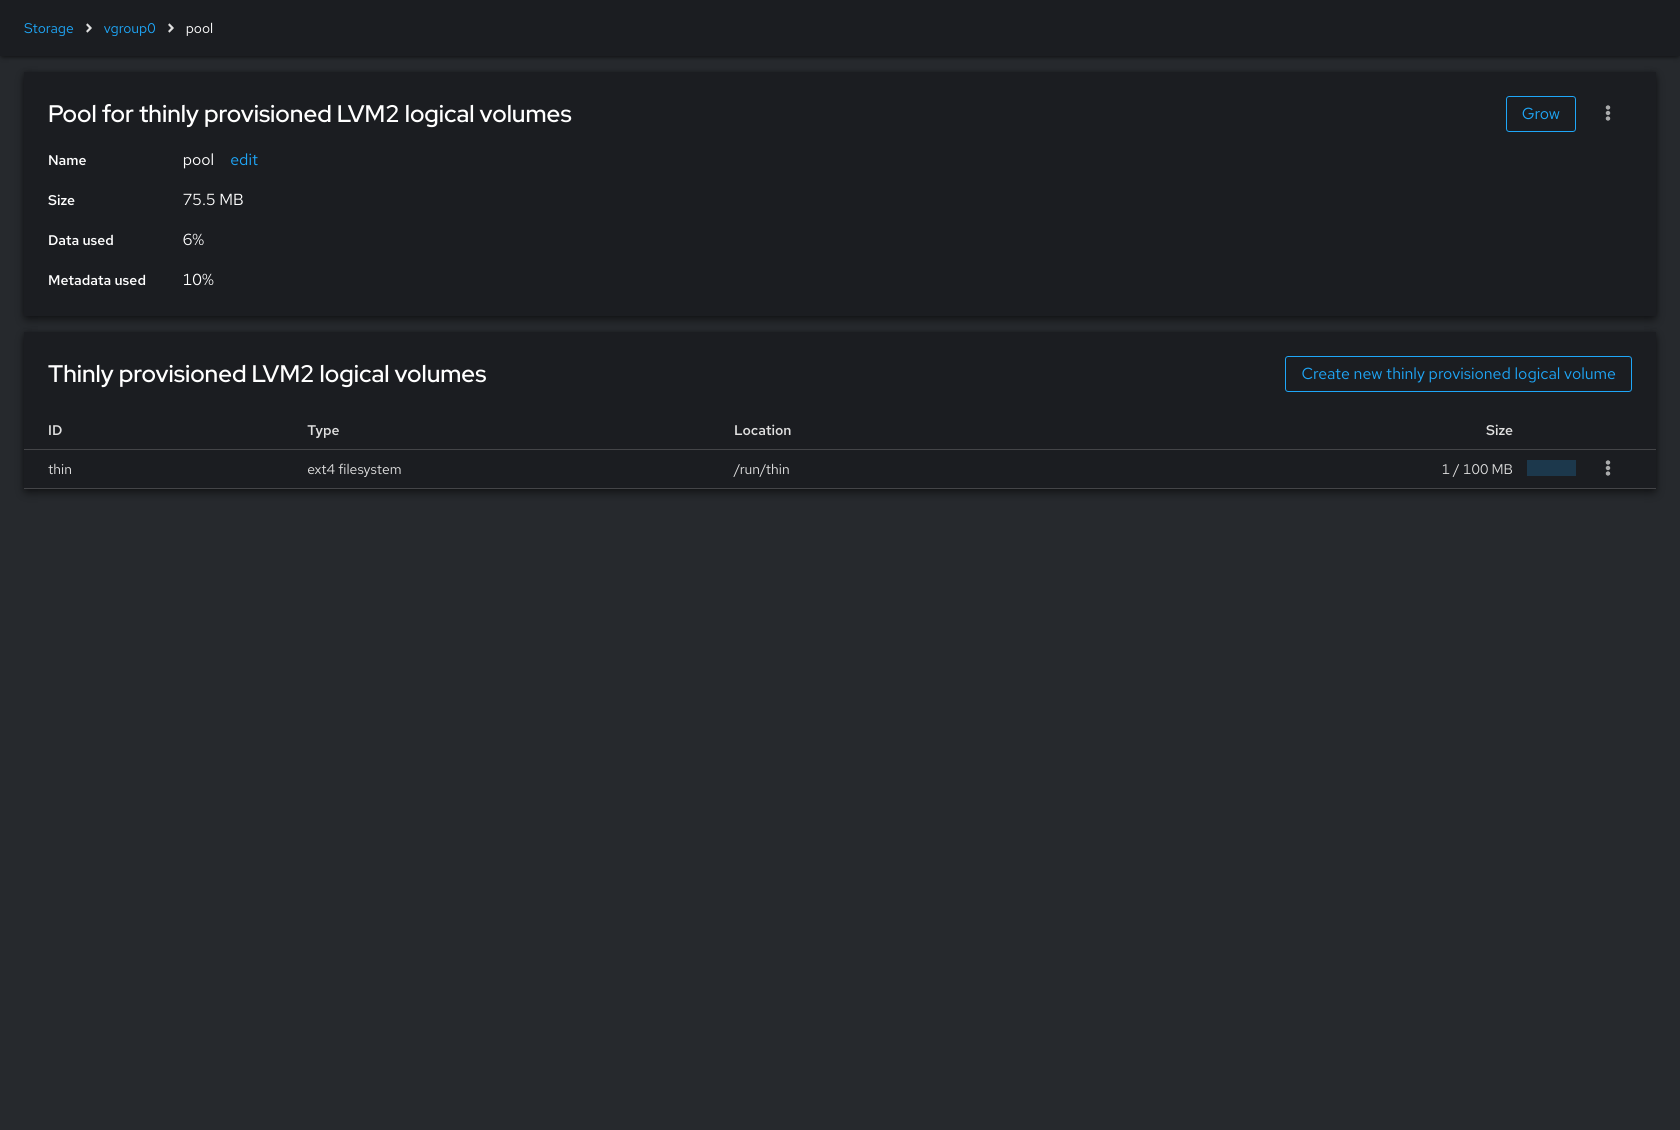 Storage > vgroup0 > pool
Pool for thinly provisioned LVM2 logical volumes
Grow
Name pool edit
Size 75.5 MB
Data used 6%
Metadata used 10%
Thinly provisioned LVM2 logical volumes
Create new thinly provisioned logical volume
ID Type Location Size
thin ext4 filesystem /run/thin 1 / 100 MB